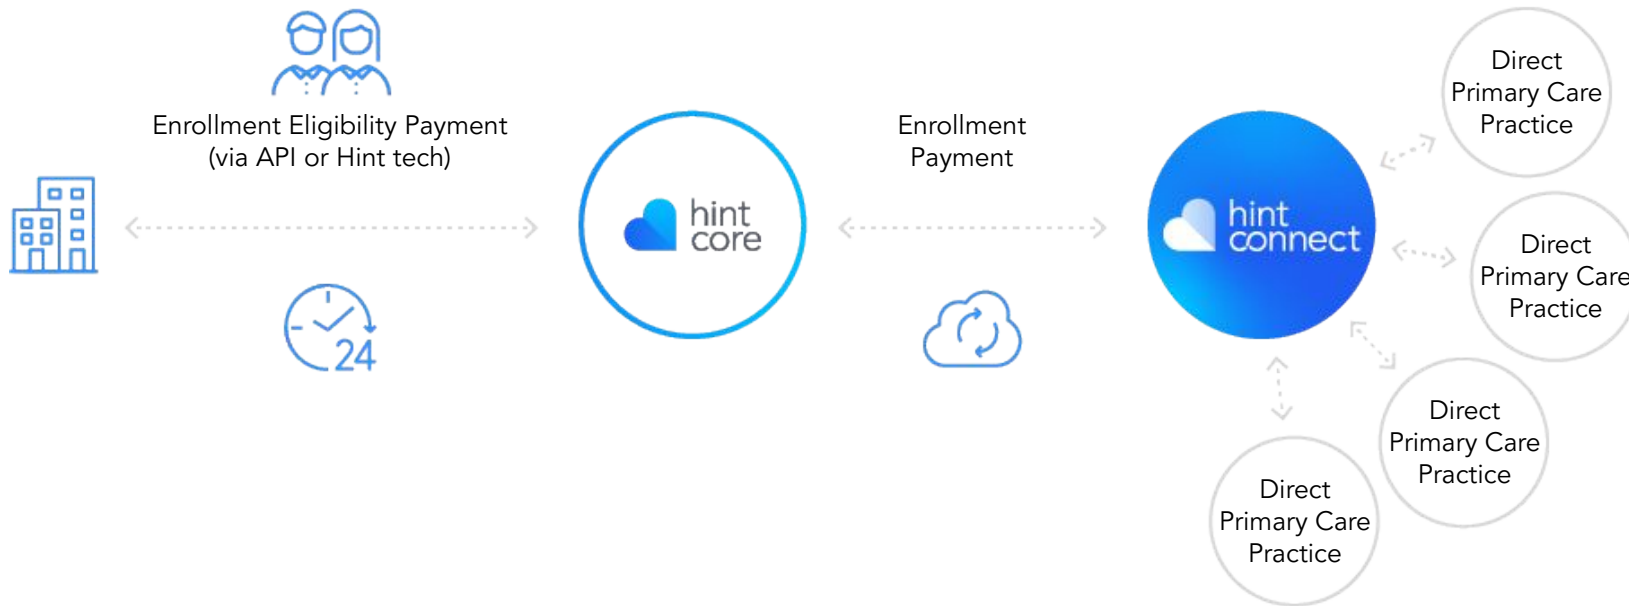 Enrollment Eligibility Payment
(via API or Hint tech)
24
hint
core
Enrollment
Payment
hint
connect
Direct
Primary Care
Practice
Direct
Primary Care
Practice
Direct
Primary Care
Practice
Direct
Primary Care
Practice